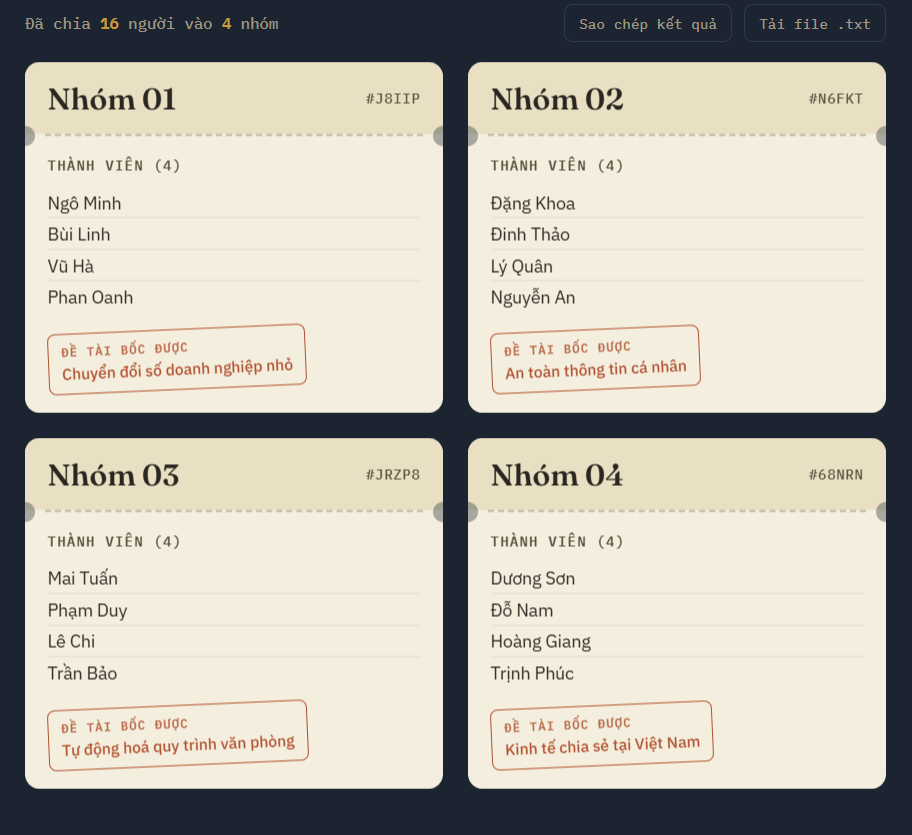 Đã chia 16 người vào 4 nhóm
Sao chép kết quả
Tải file .txt
Nhóm 01
#J8IIP
THÀNH VIÊN (4)
Ngô Minh
Bùi Linh
Vũ Hà
Phan Oanh
ĐỀ TÀI BỐC ĐƯỢC
Chuyển đổi số doanh nghiệp nhỏ
Nhóm 02
#N6FKT
THÀNH VIÊN (4)
Đặng Khoa
Đinh Thảo
Lý Quân
Nguyễn An
ĐỀ TÀI BỐC ĐƯỢC
An toàn thông tin cá nhân
Nhóm 03
#JRZP8
THÀNH VIÊN (4)
Mai Tuấn
Phạm Duy
Lê Chi
Trần Bảo
ĐỀ TÀI BỐC ĐƯỢC
Tự động hoá quy trình văn phòng
Nhóm 04
#68NRN
THÀNH VIÊN (4)
Dương Sơn
Đỗ Nam
Hoàng Giang
Trịnh Phúc
ĐỀ TÀI BỐC ĐƯỢC
Kinh tế chia sẻ tại Việt Nam